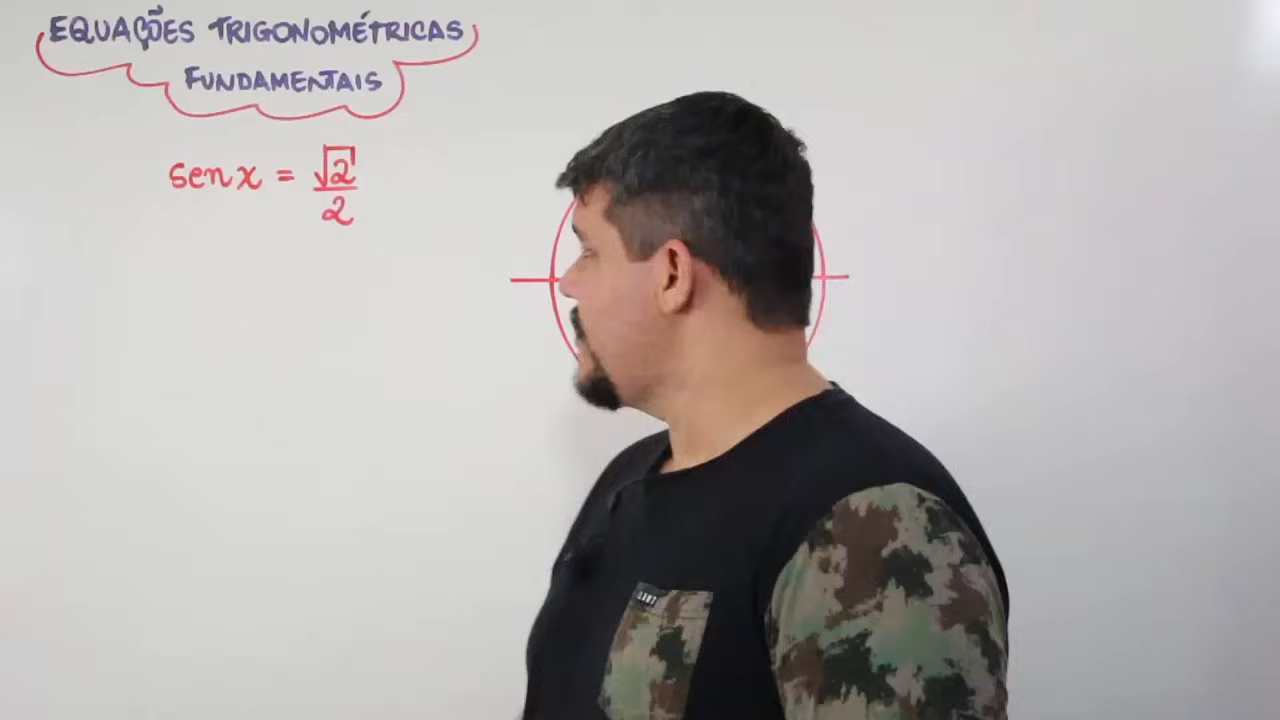 EQUAÇÕES TRIGONOMÉTRICAS
FUNDAMENTAIS
sen x = √2/2